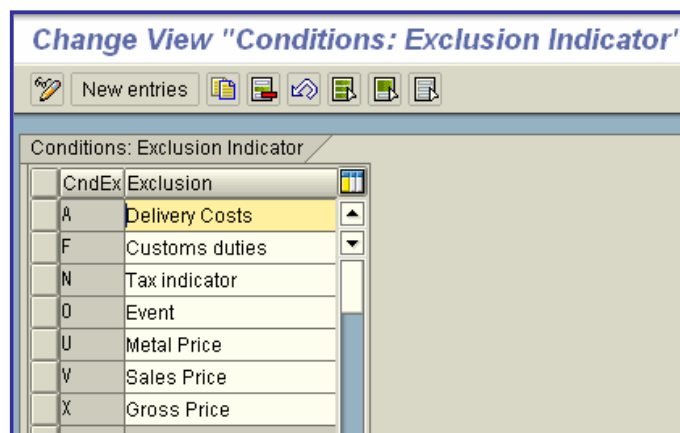 Change View "Conditions: Exclusion Indicator"
New entries
Conditions: Exclusion Indicator
CndEx Exclusion
A Delivery Costs
F Customs duties
N Tax indicator
O Event
U Metal Price
V Sales Price
X Gross Price